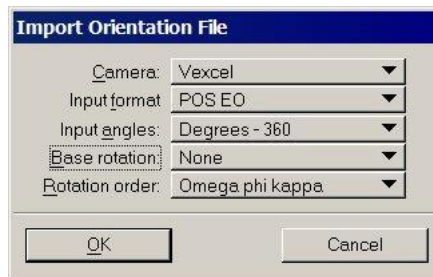 Import Orientation File
Camera: Vexcel
Input format POS EO
Input angles: Degrees - 360
Base rotation: None
Rotation order: Omega phi kappa
OK Cancel